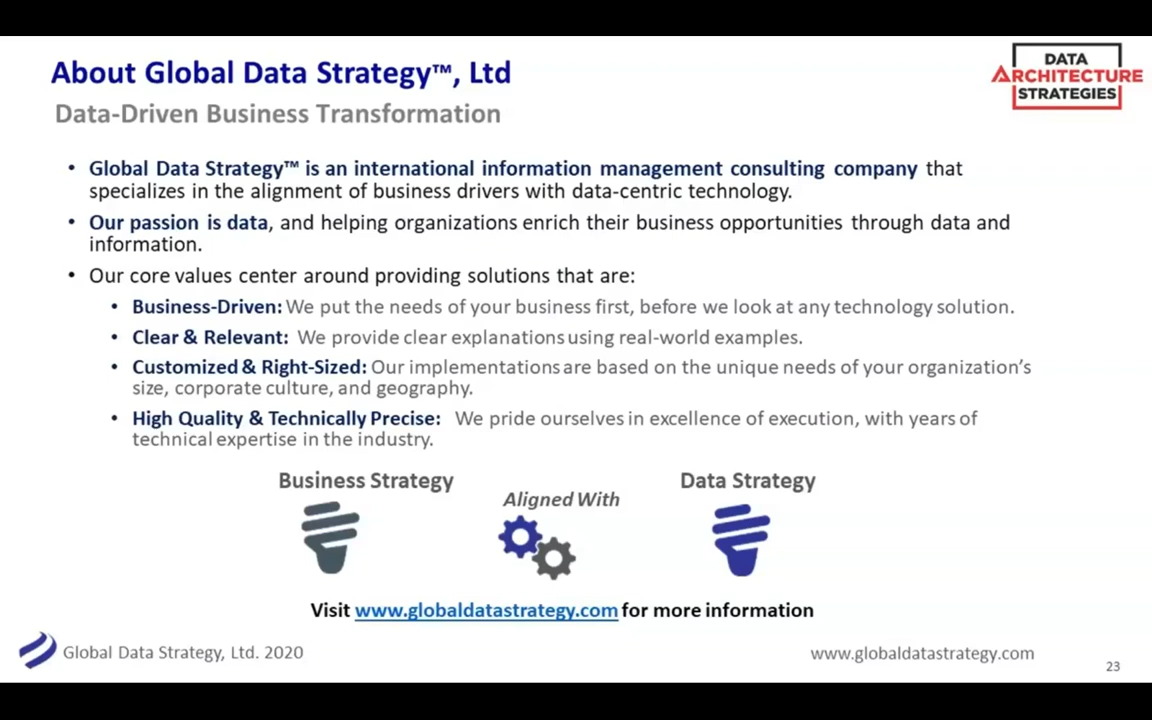 About Global Data Strategy™, Ltd
DATA
ARCHITECTURE
STRATEGIES
Data-Driven Business Transformation
• Global Data Strategy™ is an international information management consulting company that
specializes in the alignment of business drivers with data-centric technology.
• Our passion is data, and helping organizations enrich their business opportunities through data and
information.
• Our core values center around providing solutions that are:
• Business-Driven: We put the needs of your business first, before we look at any technology solution.
• Clear & Relevant: We provide clear explanations using real-world examples.
• Customized & Right-Sized: Our implementations are based on the unique needs of your organization's
size, corporate culture, and geography.
• High Quality & Technically Precise: We pride ourselves in excellence of execution, with years of
technical expertise in the industry.
Business Strategy
Aligned With
Data Strategy
Visit www.globaldatastrategy.com for more information
Global Data Strategy, Ltd. 2020
www.globaldatastrategy.com
23